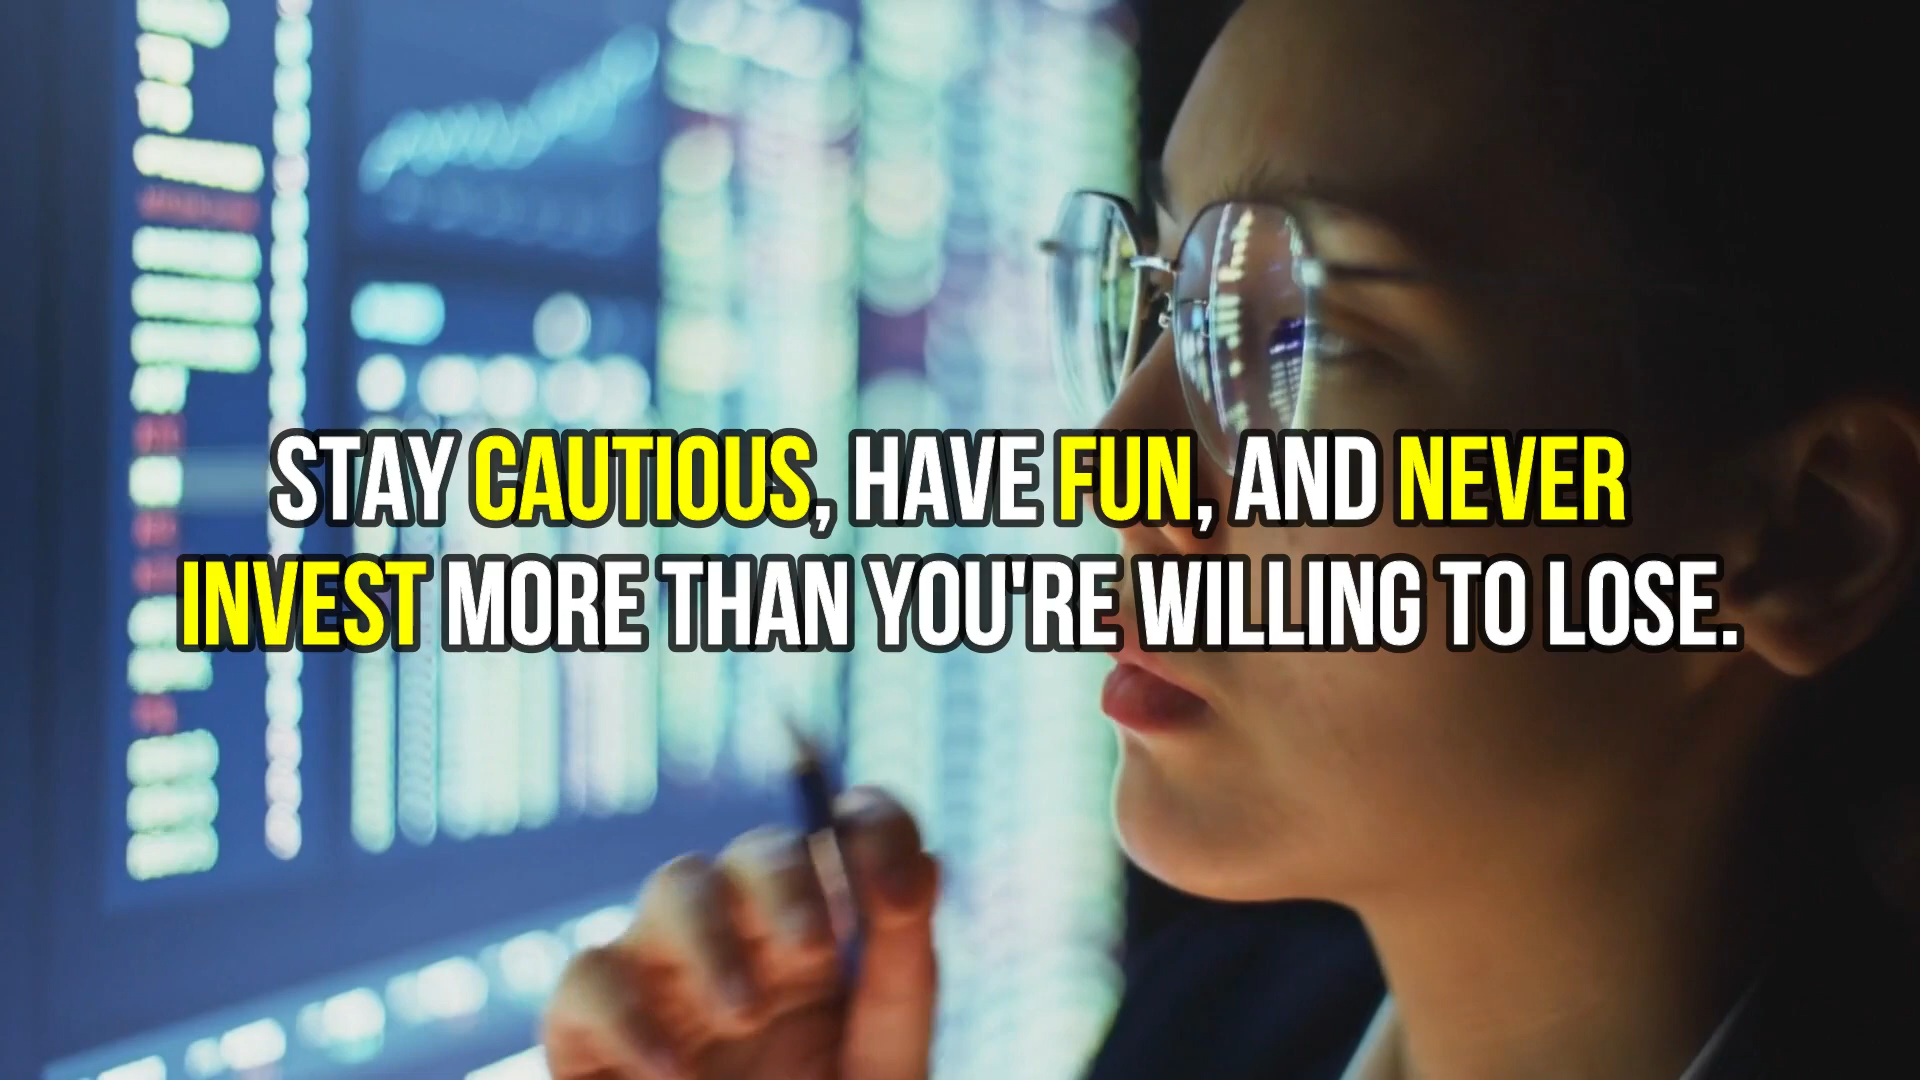 STAY CAUTIOUS, HAVE FUN, AND NEVER
INVEST MORE THAN YOU'RE WILLING TO LOSE.